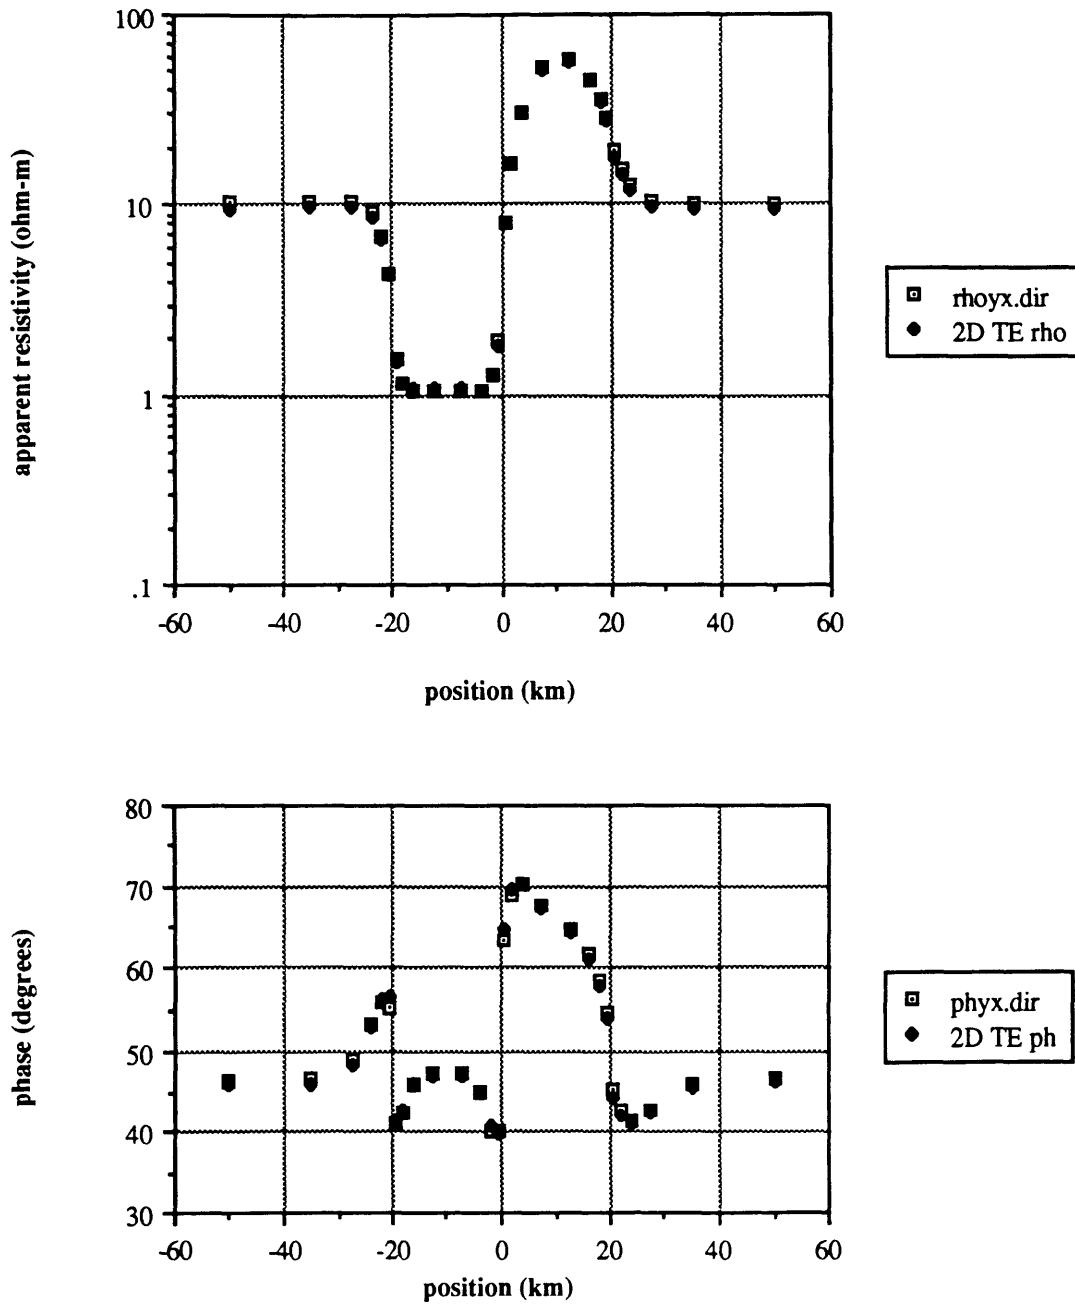 100
10
1
.1
apparent resistivity (ohm-m)
-60 -40 -20 0 20 40 60
position (km)
rhoyx.dir
2D TE rho
80
70
60
50
40
30
phase (degrees)
-60 -40 -20 0 20 40 60
position (km)
phyx.dir
2D TE ph